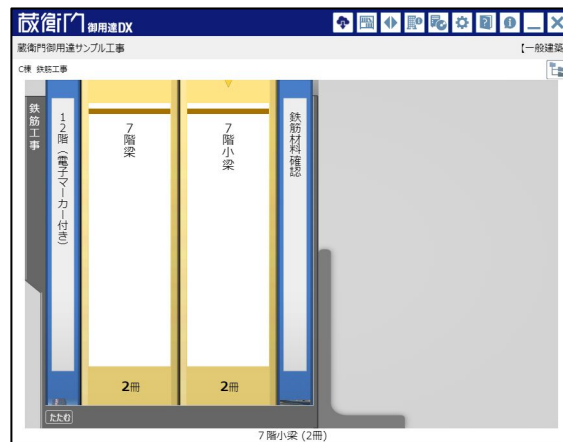 蔵衛門御用達DX
蔵衛門御用達サンプル工事
【一般建築
C棟 鉄筋工事
鉄筋工事
12階(電子マーカー付き)
7階梁
7階小梁
鉄筋材料確認
2冊
2冊
たたむ
7階小梁 (2冊)